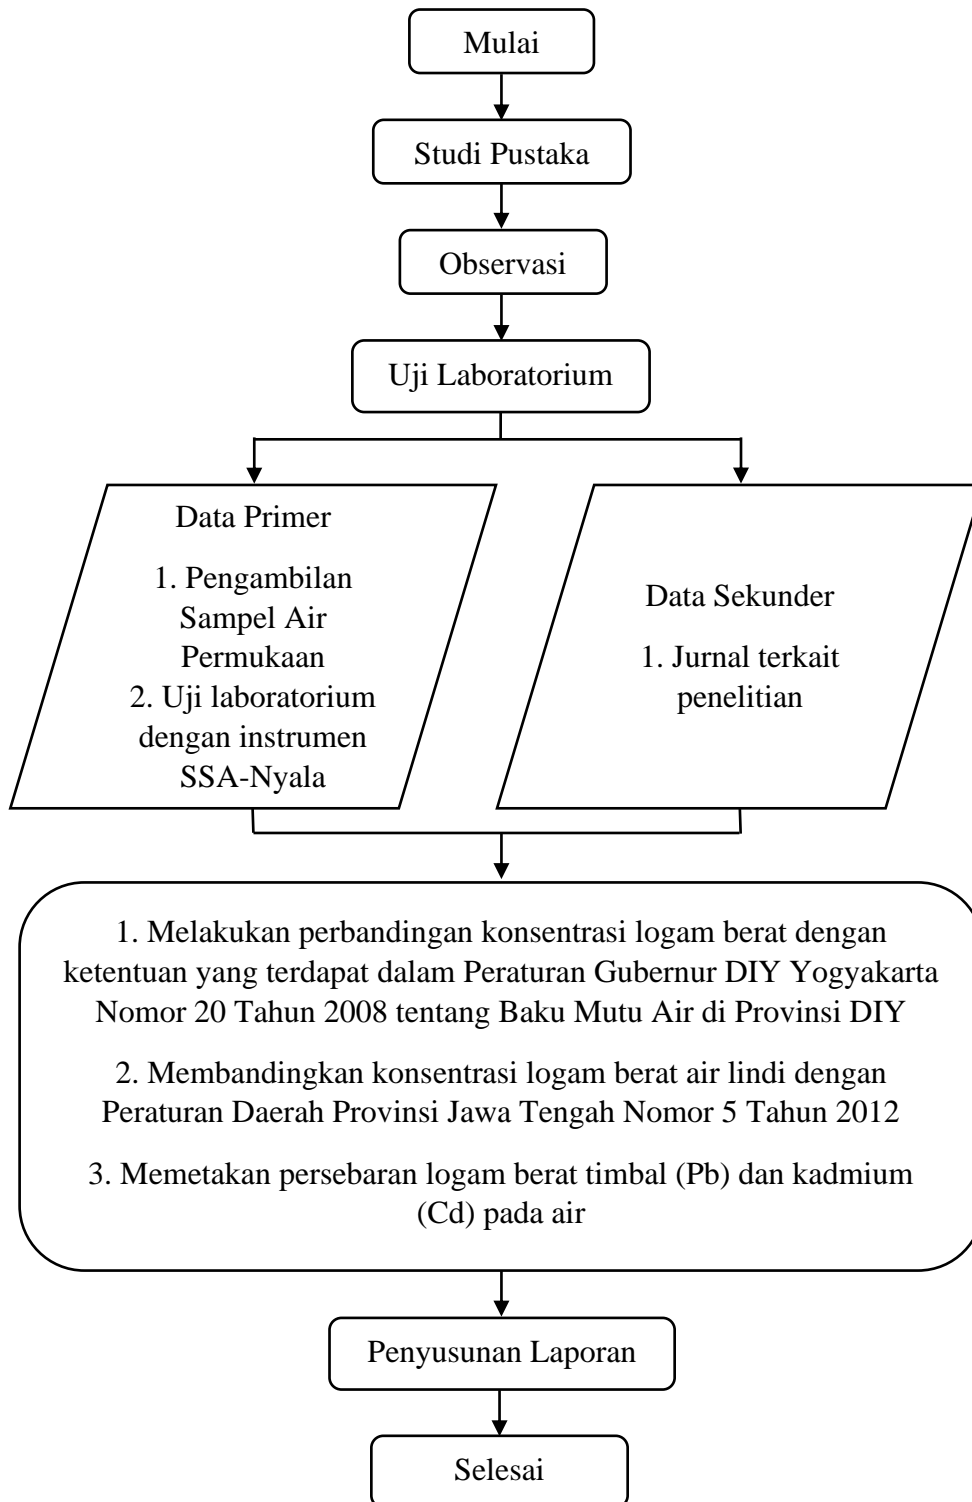 Mulai
Studi Pustaka
Observasi
Uji Laboratorium
Data Primer
1. Pengambilan
Sampel Air
Permukaan
2. Uji laboratorium
dengan instrumen
SSA-Nyala
Data Sekunder
1. Jurnal terkait
penelitian
1. Melakukan perbandingan konsentrasi logam berat dengan
ketentuan yang terdapat dalam Peraturan Gubernur DIY Yogyakarta
Nomor 20 Tahun 2008 tentang Baku Mutu Air di Provinsi DIY
2. Membandingkan konsentrasi logam berat air lindi dengan
Peraturan Daerah Provinsi Jawa Tengah Nomor 5 Tahun 2012
3. Memetakan persebaran logam berat timbal (Pb) dan kadmium
(Cd) pada air
Penyusunan Laporan
Selesai